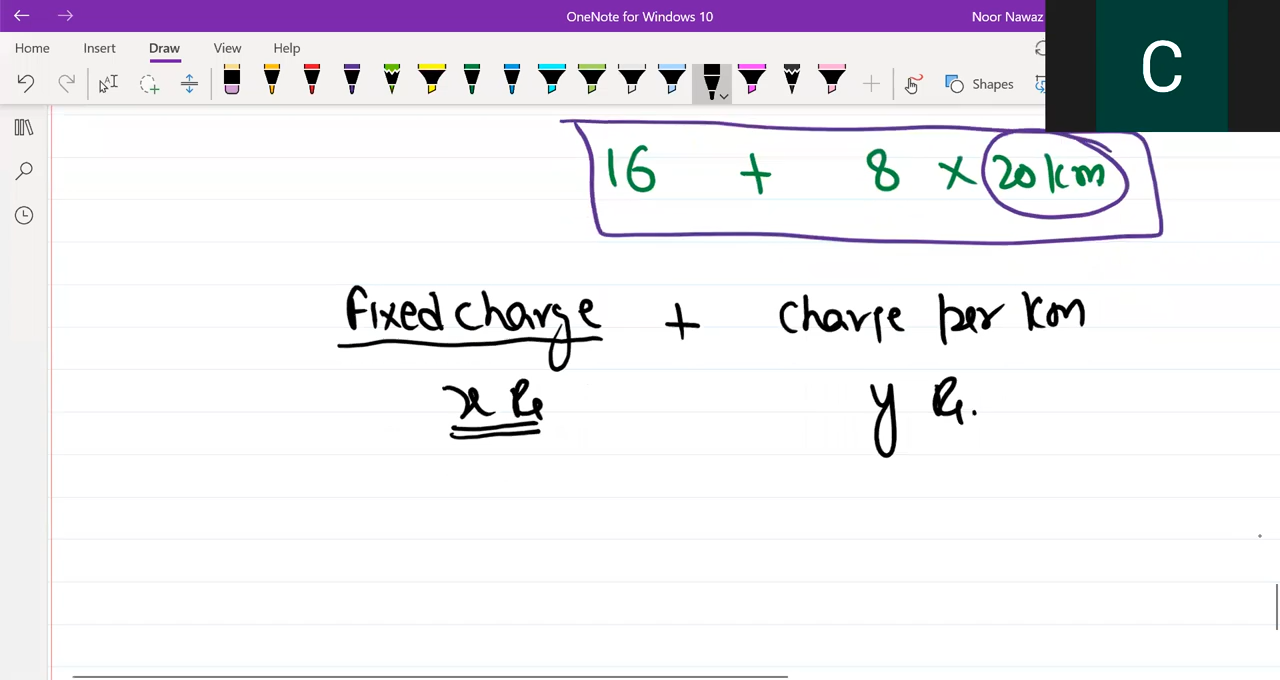 OneNote for Windows 10
Noor Nawaz
Home Insert Draw View Help
Shapes
C
16 + 8 × 20 km
Fixed charge + Charge per Km
x Rs y Rs.